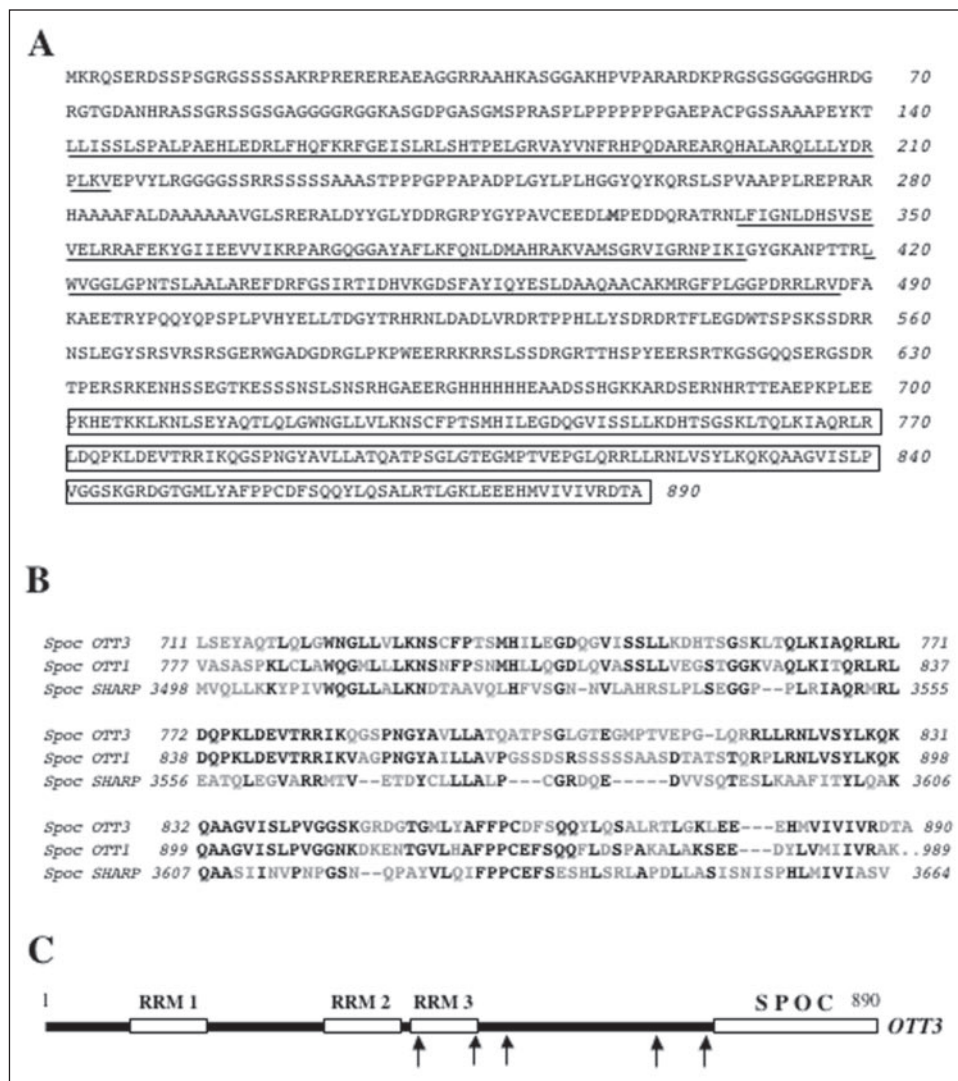 A
MKRQSERDSSPSGRGSSSSSAKRPREREREAEAGGRRAAHKASGGAKHPVPARARDKPRGSGSGGGGHRDG 70
RGTGDANHRASSGRSSGSGAGGGGRGGKASGDPGASGMSPRASPLPPPPPPPGAEPACPGSSAAAPEYKT 140
LLISSLSPALPAEHLEDRLFHQFKRFGEISLRLSHTPELGRVAYVNFRHPQDAREARQHALARQLLLYDR 210
PLKVEPVYLRGGGGSSRRSSSSSAAASTPPPGPPAPADPLGYLPLHGGYQYKQRSLSPVAAPPLREPRAR 280
HAAAAFALDAAAAAAVGLSRERALDYYGLYDDRGRPYGYPAVCEEDLMPEDDQRATRNLFIGNLDHSVSE 350
VELRRAFEKYGIIEEVVIKRPARGQGGAYAFLKFQNLDMAHRAKVAMSGRVIGRNPIKIGYGKANPTTRL 420
WVGGLGPNTSLAALAREFDRFGSIRTIDHVKGDSFAYIQYESLDAAQAACAKMRGFPLGGPDRRLRVDFA 490
KAEETRYPQQYQPSPLPVHYELLTDGYTRHRNLDADLVRDRTPPHLLYSDRDRTFLEGDWTSPSKSSDRR 560
NSLEGYSRSVRSRSGERWGADGDRGLPKPWEERRKRRSLSSDRGRTTHSPYEERSRTKGSGQQSERGSDR 630
TPERSRKENHSSEGTKESSSNSLSNSRHGAEERGHHHHHHEAADSSHGKKARDSERNHRTTEAEPKPLEE 700
PKHETKKLKNLSEYAQTLQLGWNGLLVLKNSCFPTSMHILEGDQGVISSLLKDHTSGSKLTQLKIAQRLR 770
LDQPKLDEVTRRIKQGSPNGYAVLLATQATPSGLGTEGMPTVEPGLQRRLLRNLVSYLKQKQAAGVISLP 840
VGGSKGRDGTGMLYAFPPCDFSQQYLQSALRTLGKLEEEHMVIVIVRDTA 890
B
Spoc OTT3 711 LSEYAQTLQLGWNGLLVLKNSCFPTSMHILEGDQGVISSLLKDHTSGSKLTQLKIAQRLRL 771
Spoc OTT1 777 VASASPKLCLAWQGMLLLKNSNFPSNMHLLQGDLQVASSLLVEGSTGGKVAQLKITQRLRL 837
Spoc SHARP 3498 MVQLLKKYPIVWQGLLALKNDTAAVQLHFVSGN-NVLAHRSLPLSEGGP--PLRIAQRMRL 3555
Spoc OTT3 772 DQPKLDEVTRRIKQGSPNGYAVLLATQATPSGLGTEGMPTVEPG-LQRRLLRNLVSYLKQK 831
Spoc OTT1 838 DQPKLDEVTRRIKVAGPNGYAILLAVPGSSDSRSSSSSAASDTATSTQRPLRNLVSYLKQK 898
Spoc SHARP 3556 EATQLEGVARRMTV---ETDYCLLLALP---CGRDQE-----DVVSQTESLKAAFITYLQAK 3606
Spoc OTT3 832 QAAGVISLPVGGSKGRDGTGMLYAFFPCDFSQQYLQSALRTLGKLEE---EHMVIVIVRDTA 890
Spoc OTT1 899 QAAGVISLPVGGNKDKENTGVLHAFPPCEFSQQFLDSPAKALAKSEE---DYLVMIIVRAK..989
Spoc SHARP 3607 QAASIINVPNPGSN--QPAYVLQIFPPCEFSESHLSRLAPDLLASISNISPHLMIVIASV 3664
C
1 RRM 1 RRM 2 RRM 3 SPOC 890
OTT3